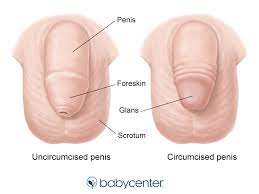 Penis
Foreskin
Glans
Scrotum
Uncircumcised penis
Circumcised penis
babycenter